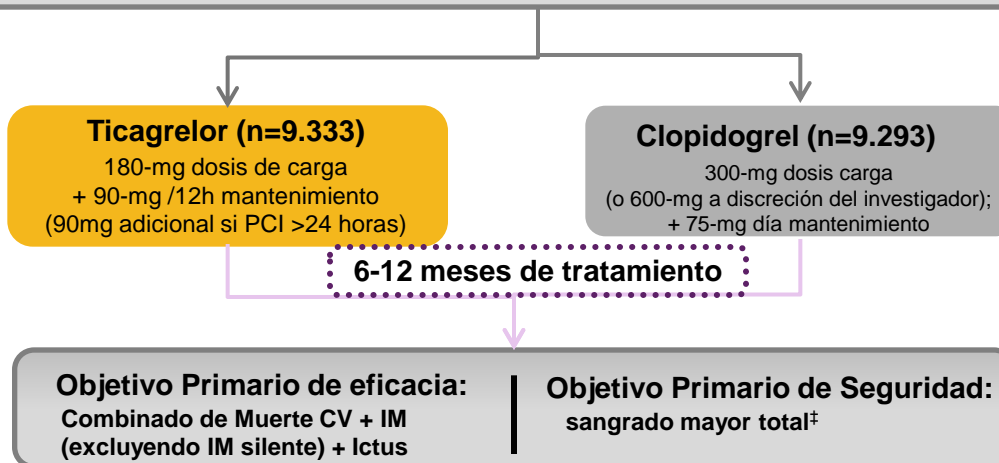 Ticagrelor (n=9.333)
180-mg dosis de carga
+ 90-mg /12h mantenimiento
(90mg adicional si PCI >24 horas)
Clopidogrel (n=9.293)
300-mg dosis carga
(o 600-mg a discreción del investigador);
+ 75-mg día mantenimiento
6-12 meses de tratamiento
Objetivo Primario de eficacia:
Combinado de Muerte CV + IM
(excluyendo IM silente) + Ictus
Objetivo Primario de Seguridad:
sangrado mayor total‡